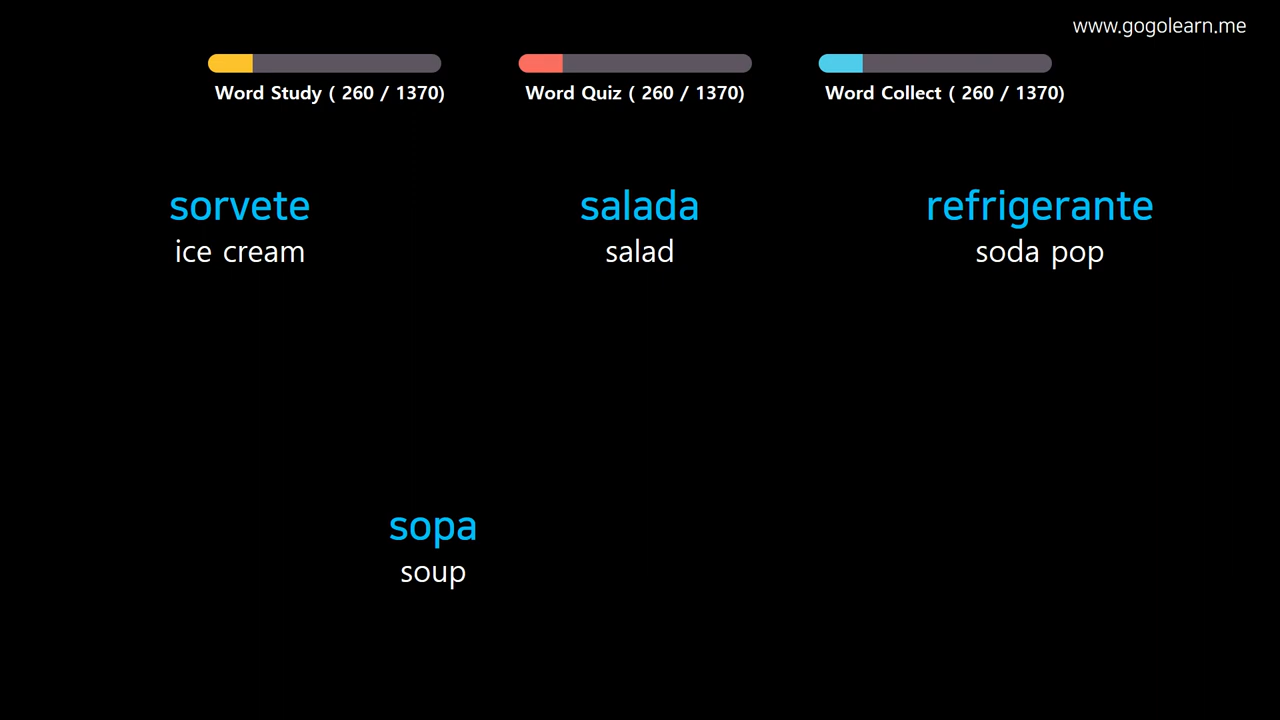 www.gogolearn.me
Word Study ( 260 / 1370)
Word Quiz ( 260 / 1370)
Word Collect ( 260 / 1370)
sorvete
ice cream
salada
salad
refrigerante
soda pop
sopa
soup